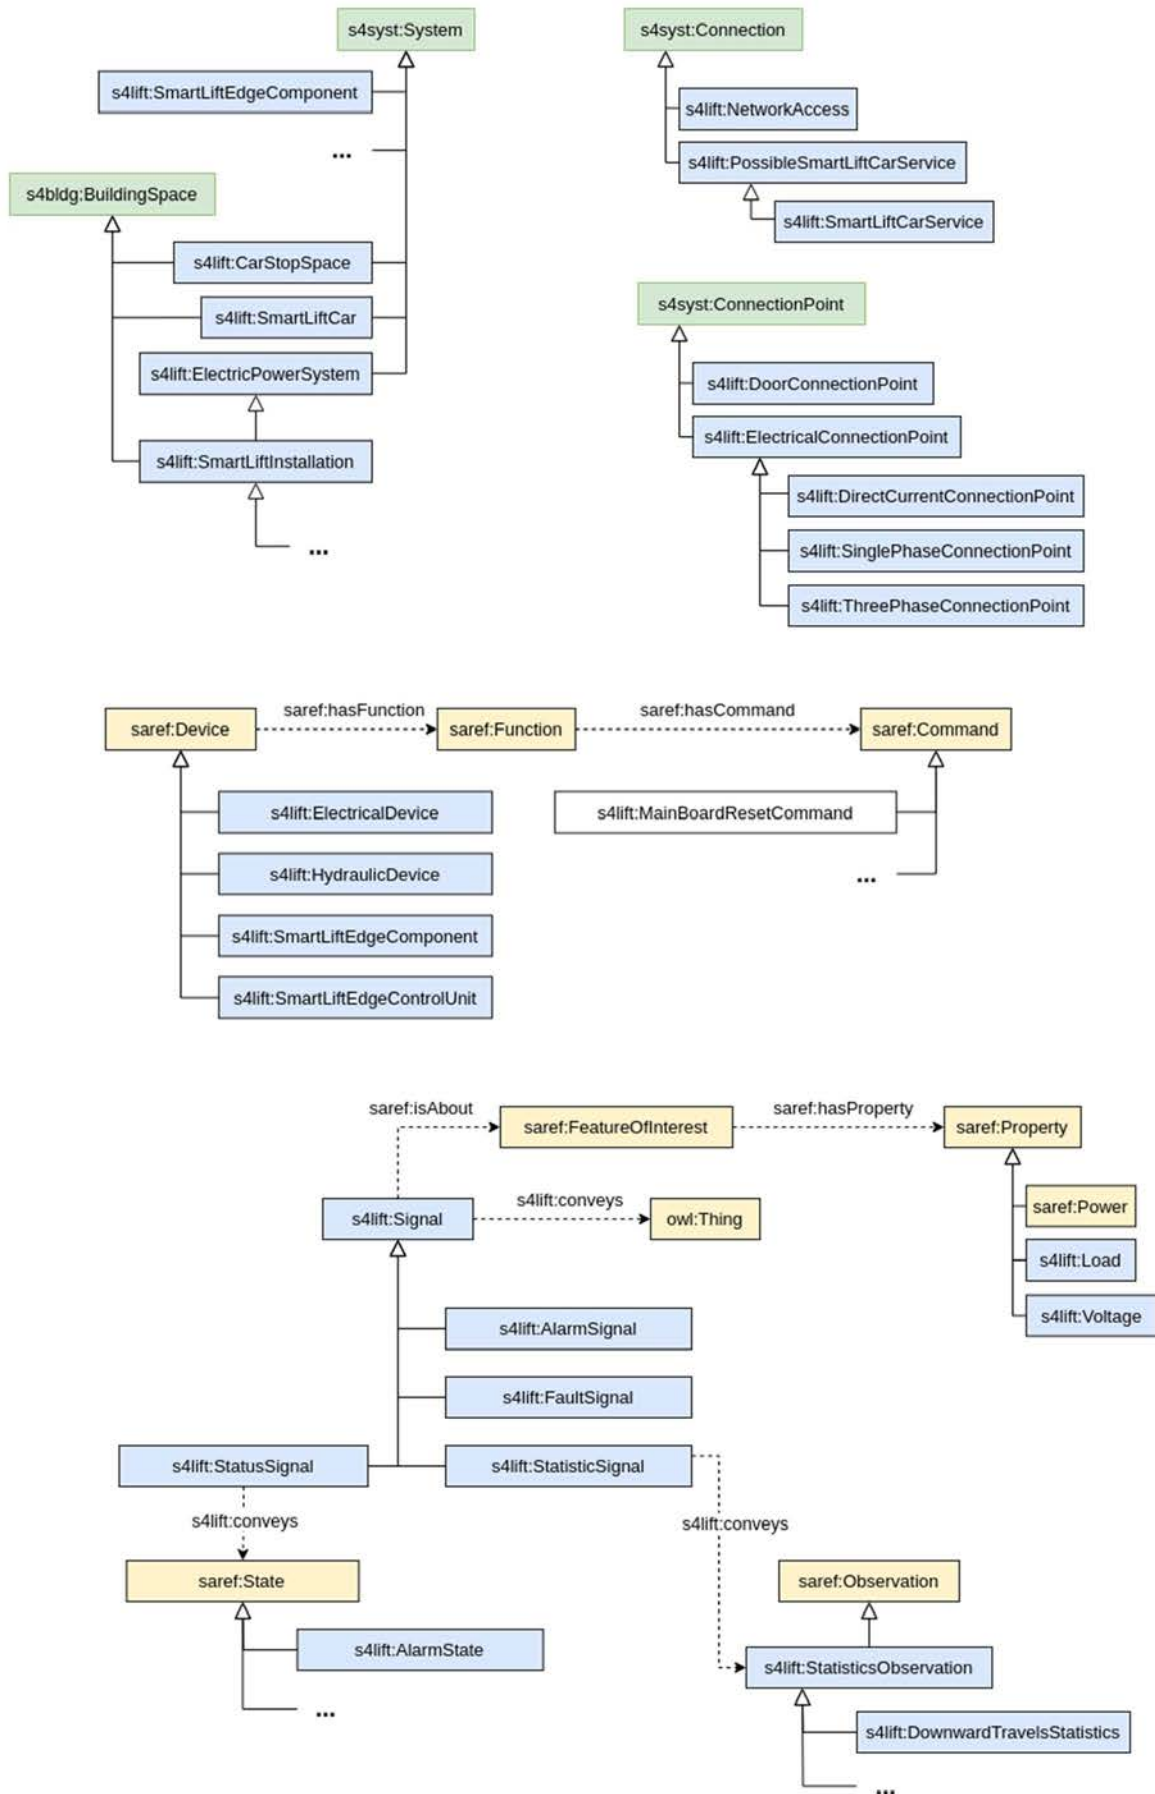 s4syst:System
s4lift:SmartLiftEdgeComponent
...
s4bldg:BuildingSpace
s4lift:CarStopSpace
s4lift:SmartLiftCar
s4lift:ElectricPowerSystem
s4lift:SmartLiftInstallation
...
s4syst:Connection
s4lift:NetworkAccess
s4lift:PossibleSmartLiftCarService
s4lift:SmartLiftCarService
s4syst:ConnectionPoint
s4lift:DoorConnectionPoint
s4lift:ElectricalConnectionPoint
s4lift:DirectCurrentConnectionPoint
s4lift:SinglePhaseConnectionPoint
s4lift:ThreePhaseConnectionPoint
saref:Device
saref:hasFunction
saref:Function
saref:hasCommand
saref:Command
s4lift:ElectricalDevice
s4lift:HydraulicDevice
s4lift:SmartLiftEdgeComponent
s4lift:SmartLiftEdgeControlUnit
s4lift:MainBoardResetCommand
...
saref:isAbout
saref:FeatureOfInterest
saref:hasProperty
saref:Property
saref:Power
s4lift:Load
s4lift:Voltage
s4lift:Signal
s4lift:conveys
owl:Thing
s4lift:AlarmSignal
s4lift:FaultSignal
s4lift:StatusSignal
s4lift:StatisticSignal
s4lift:conveys
saref:State
s4lift:AlarmState
...
s4lift:conveys
saref:Observation
s4lift:StatisticsObservation
s4lift:DownwardTravelsStatistics
...